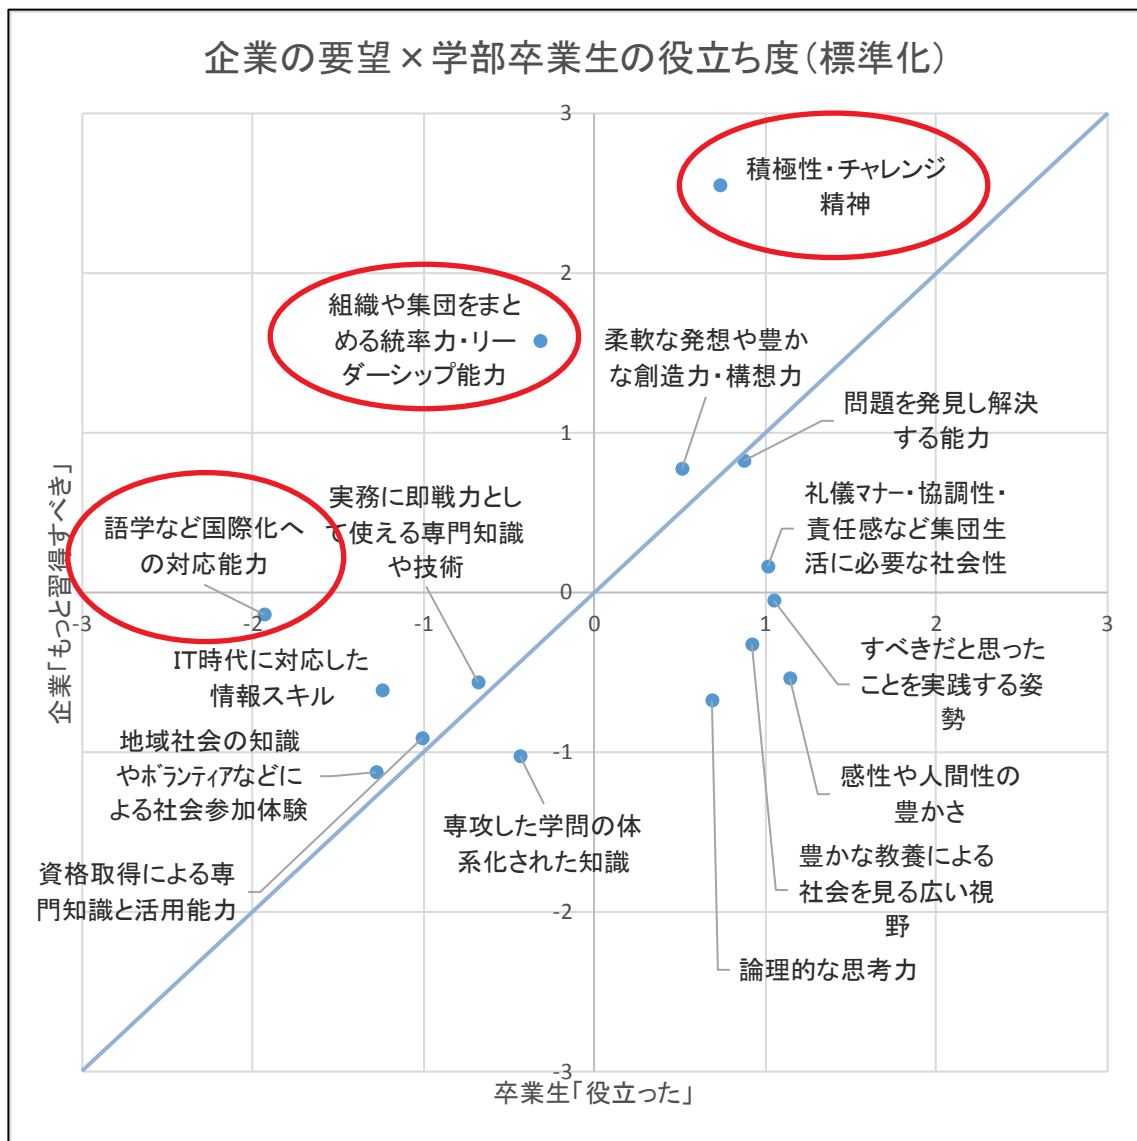 企業の要望×学部卒業生の役立ち度(標準化)
3
積極性・チャレンジ
精神
2
組織や集団をまと
める統率力・リー
ダーシップ能力
柔軟な発想や豊か
な創造力・構想力
問題を発見し解決
する能力
1
語学など国際化へ
の対応能力
実務に即戦力とし
て使える専門知識
や技術
礼儀マナー・協調性・
責任感など集団生
活に必要な社会性
0
-3
-2
-1
0
1
2
3
企業「もっと習得すべき」
IT時代に対応した
情報スキル
すべきだと思った
ことを実践する姿
勢
地域社会の知識
やボランティアなどに
よる社会参加体験
-1
感性や人間性の
豊かさ
専攻した学問の体
系化された知識
資格取得による専
門知識と活用能力
豊かな教養による
社会を見る広い視
野
-2
論理的な思考力
-3
卒業生「役立った」